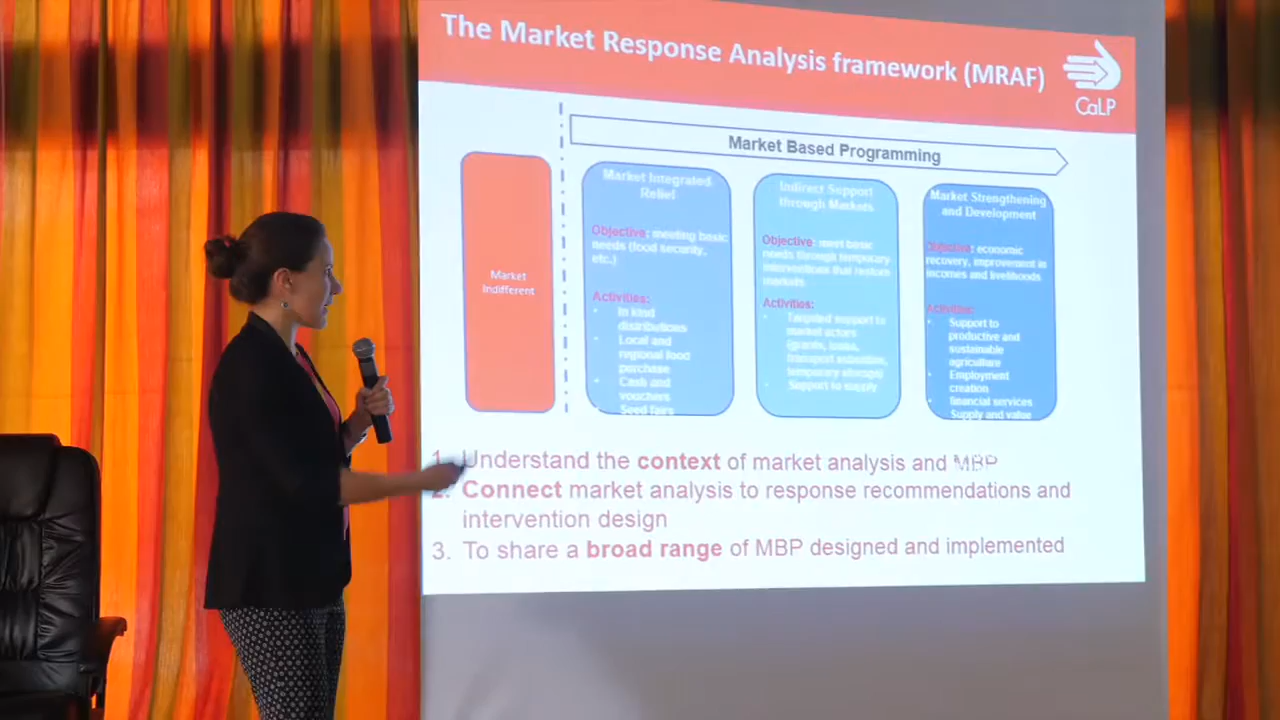 The Market Response Analysis framework (MRAF)
CaLP
Market Based Programming
Market
Indifferent
Market Integrated
Relief
Objective: meeting basic
needs (food security,
etc.)
Activities:
• In kind
distributions
• Local and
regional food
purchase
• Cash and
vouchers
• Seed fairs
Indirect Support
through Markets
Objective: meet basic
needs through temporary
interventions that restore
markets
Activities:
• Targeted support to
market actors
(grants, loans,
transport subsidies,
temporary storage)
• Support to supply
Market Strengthening
and Development
Objective: economic
recovery, improvement in
incomes and livelihoods
Activities:
• Support to
productive and
sustainable
agriculture
• Employment
creation
• financial services
Supply and value
1. Understand the context of market analysis and MBP
2. Connect market analysis to response recommendations and
intervention design
3. To share a broad range of MBP designed and implemented